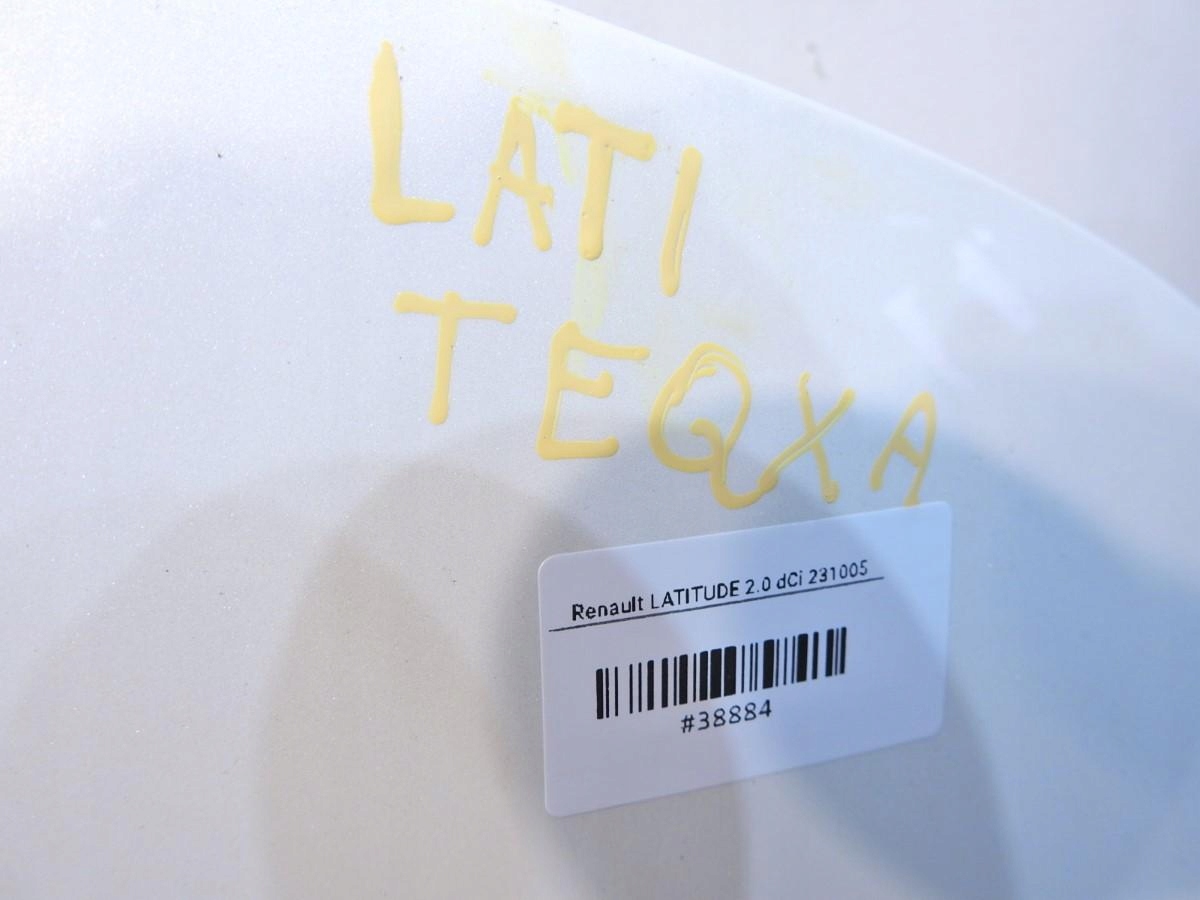 LATI
TEQXA
Renault LATITUDE 2.0 dCi 231005
#38884